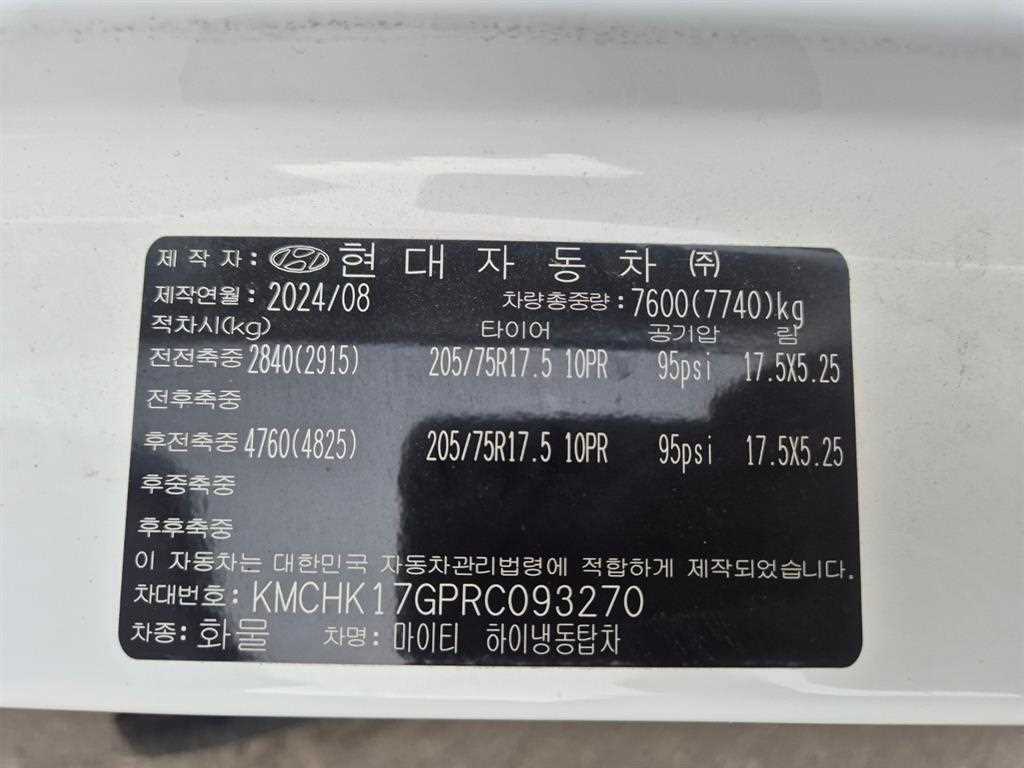 제작자: 현대자동차 (주)
제작연월: 2024/08 차량총중량: 7600(7740)kg
적차시(kg) 타이어 공기압 림
전전축중 2840(2915) 205/75R17.5 10PR 95psi 17.5X5.25
전후축중
후전축중 4760(4825) 205/75R17.5 10PR 95psi 17.5X5.25
후중축중
후후축중
이 자동차는 대한민국 자동차관리법령에 적합하게 제작되었습니다.
차대번호: KMCHK17GPRC093270
차종: 화물 차명: 마이티 하이냉동탑차